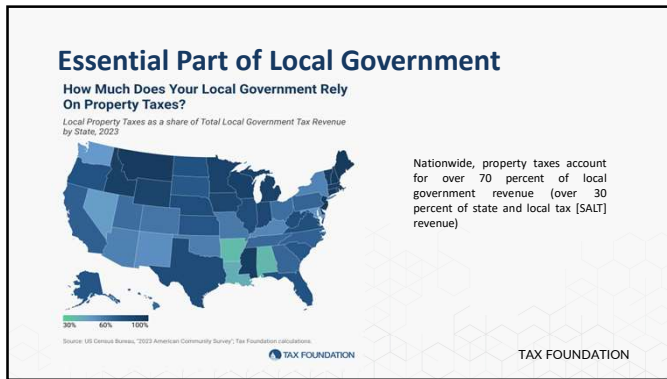 Essential Part of Local Government
How Much Does Your Local Government Rely
On Property Taxes?
Local Property Taxes as a share of Total Local Government Tax Revenue
by State, 2023
Nationwide, property taxes account
for over 70 percent of local
government revenue (over 30
percent of state and local tax [SALT]
revenue)
30% 60% 100%
Source: US Census Bureau, "2023 American Community Survey"; Tax Foundation calculations.
TAX FOUNDATION
TAX FOUNDATION